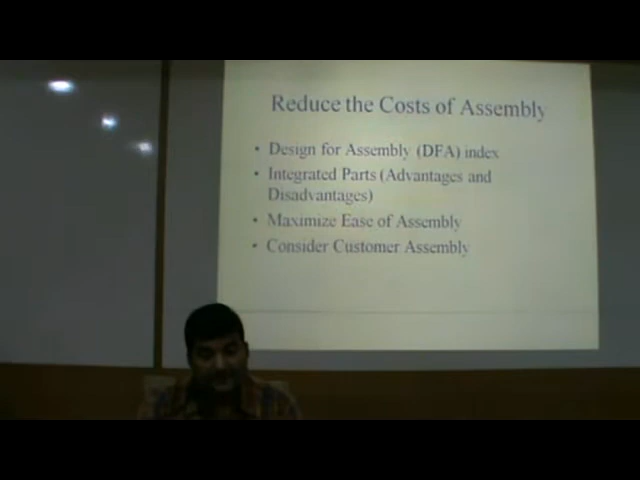 Reduce the Costs of Assembly
• Design for Assembly (DFA) index
• Integrated Parts (Advantages and
Disadvantages)
• Maximize Ease of Assembly
• Consider Customer Assembly